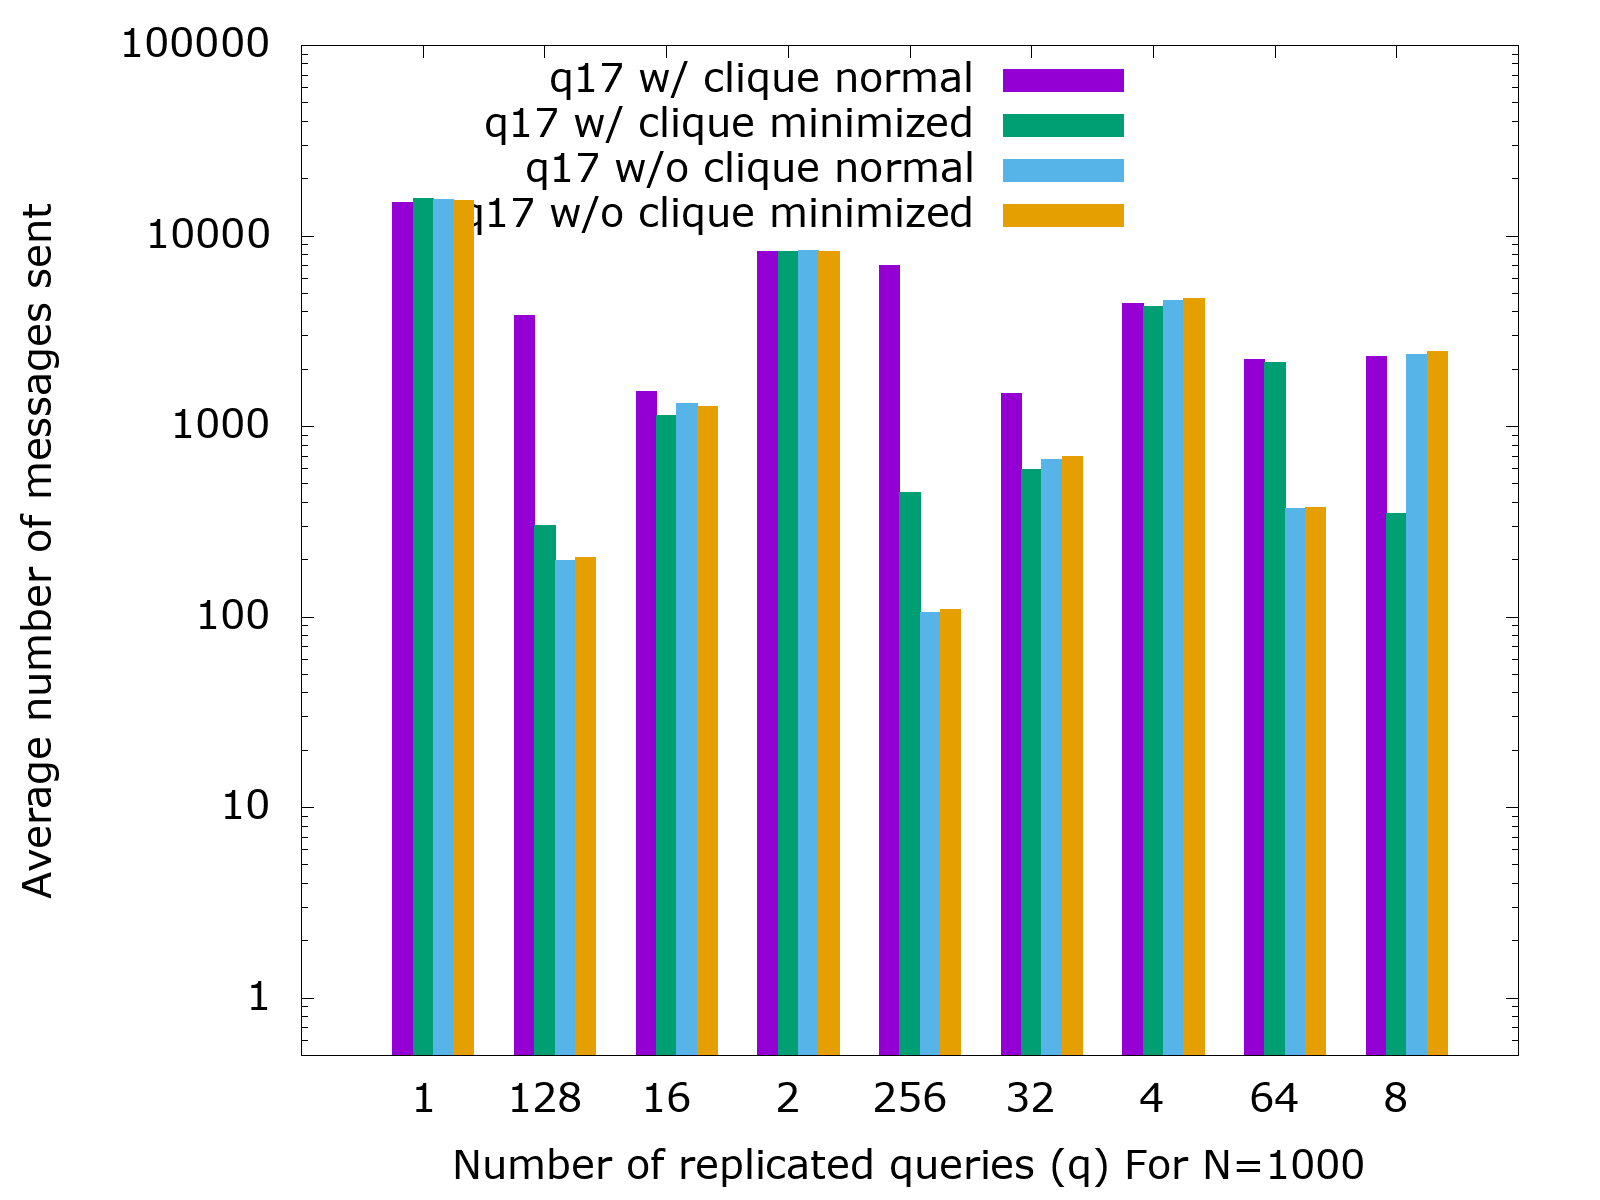 100000
10000
1000
100
10
1
Average number of messages sent
q17 w/ clique normal
q17 w/ clique minimized
q17 w/o clique normal
q17 w/o clique minimized
1 128 16 2 256 32 4 64 8
Number of replicated queries (q) For N=1000